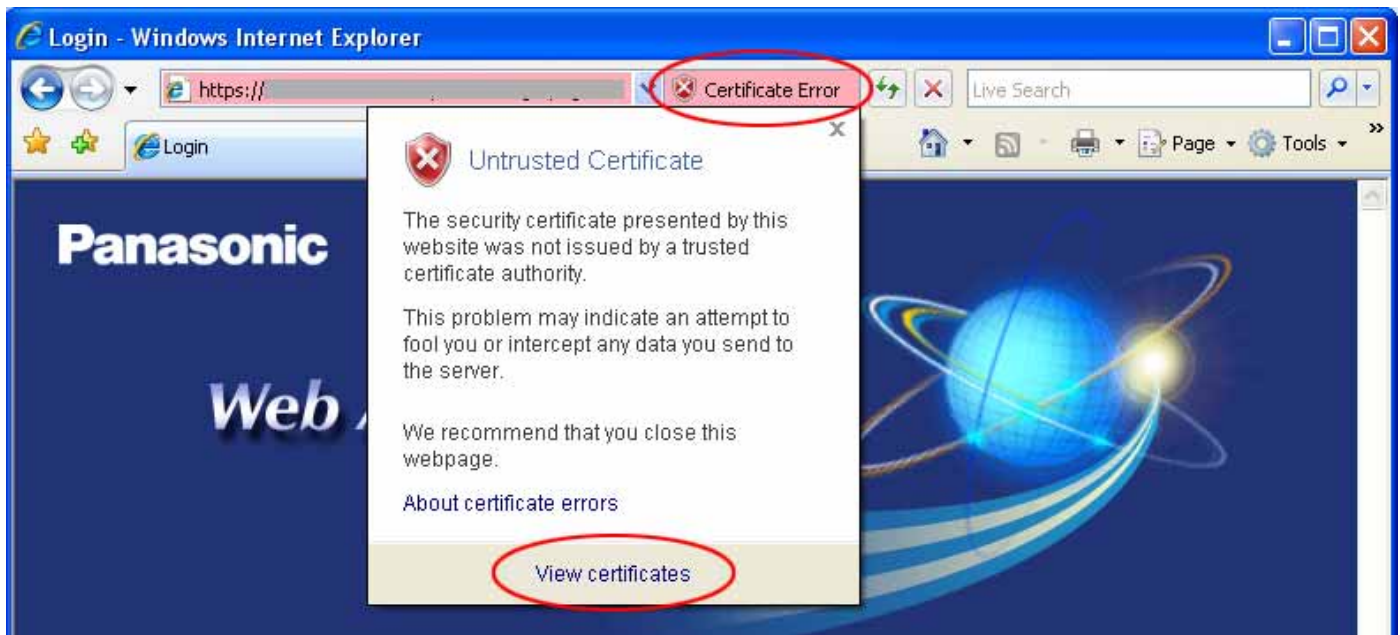 Login - Windows Internet Explorer
https://
Certificate Error
Live Search
Login
Page
Tools
»
Untrusted Certificate
x
Panasonic
The security certificate presented by this
website was not issued by a trusted
certificate authority.
This problem may indicate an attempt to
fool you or intercept any data you send to
the server.
Web
We recommend that you close this
webpage.
About certificate errors
View certificates